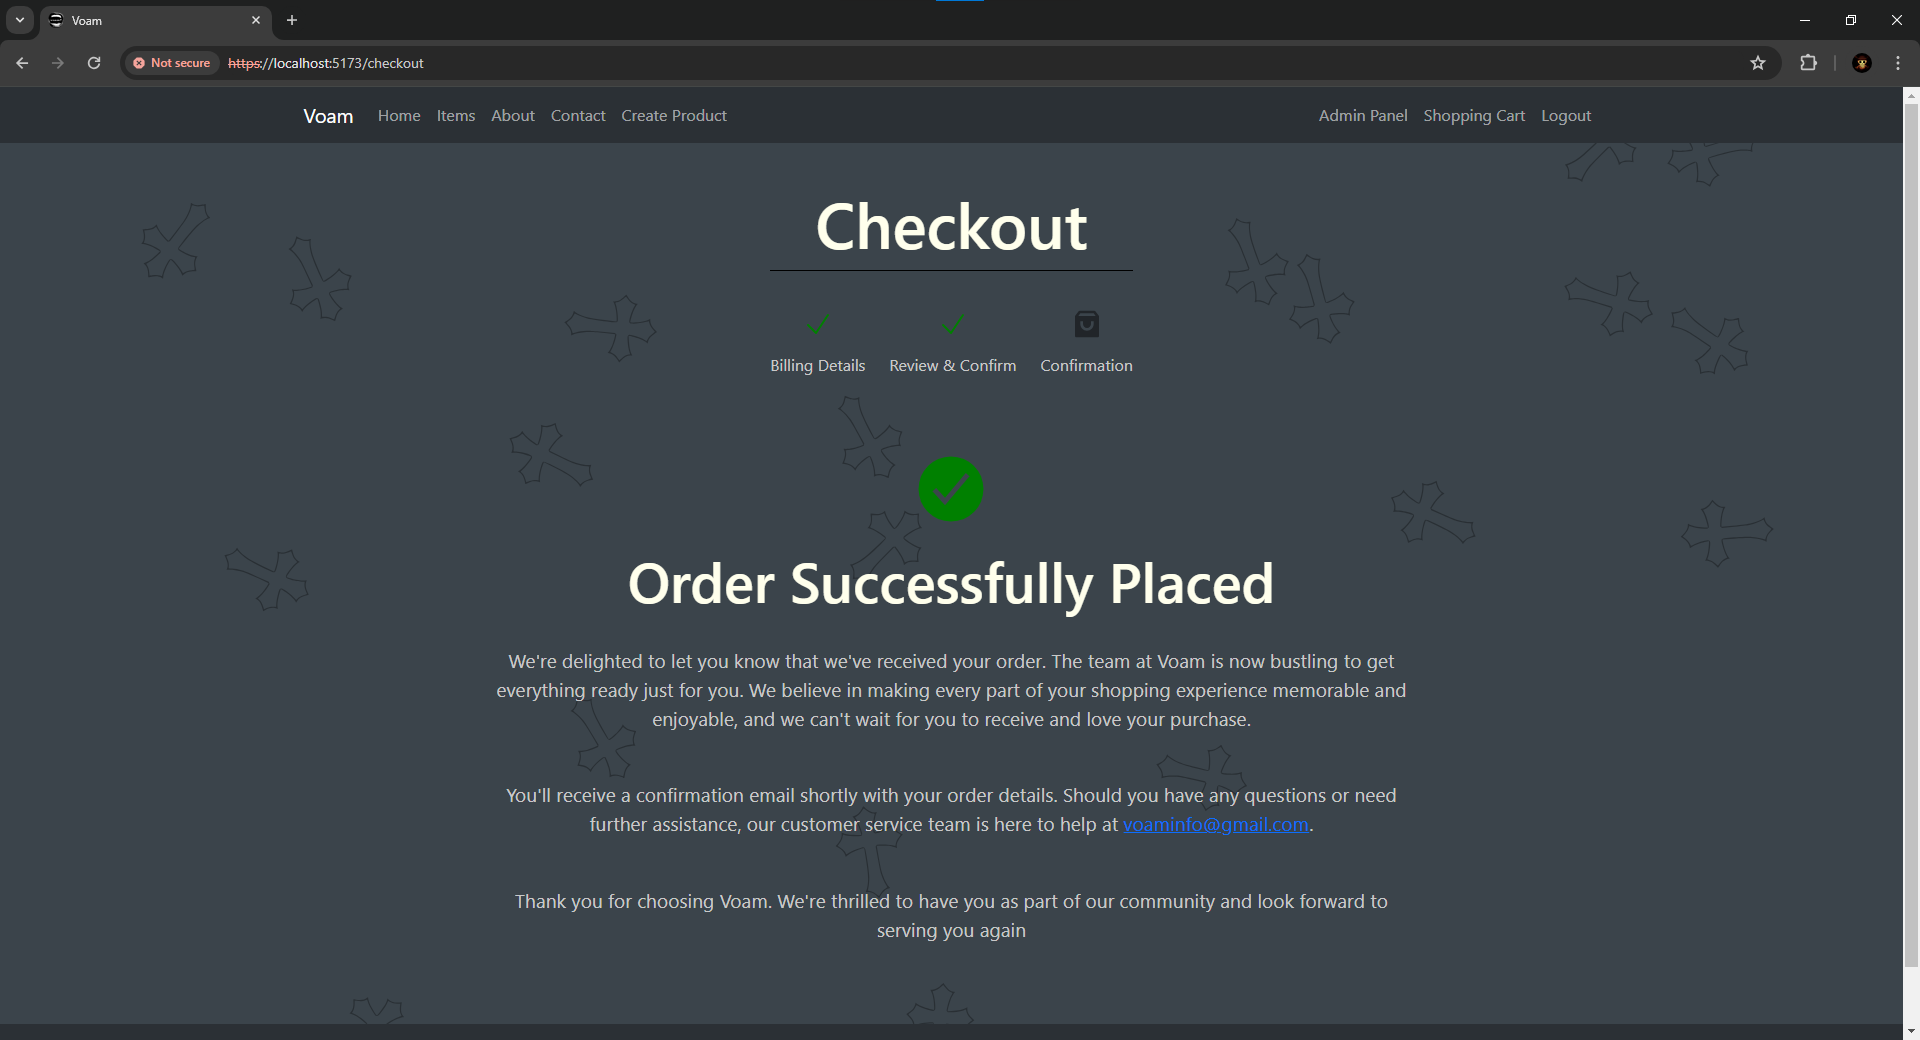 Voam
Not secure https://localhost:5173/checkout
Voam Home Items About Contact Create Product Admin Panel Shopping Cart Logout
Checkout
Billing Details Review & Confirm Confirmation
Order Successfully Placed
We're delighted to let you know that we've received your order. The team at Voam is now bustling to get
everything ready just for you. We believe in making every part of your shopping experience memorable and
enjoyable, and we can't wait for you to receive and love your purchase.
You'll receive a confirmation email shortly with your order details. Should you have any questions or need
further assistance, our customer service team is here to help at voaminfo@gmail.com.
Thank you for choosing Voam. We're thrilled to have you as part of our community and look forward to
serving you again